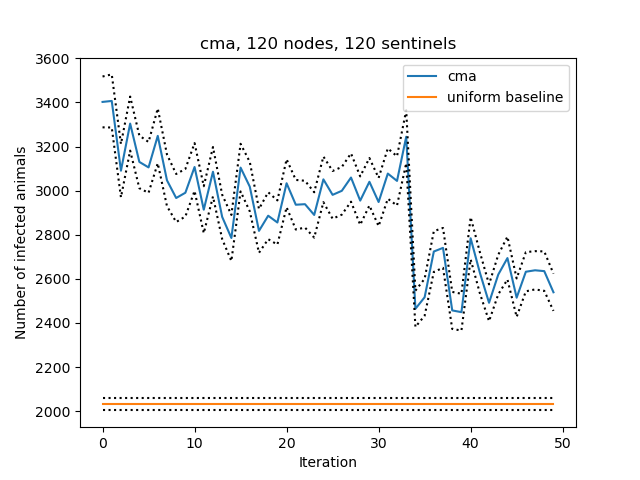 cma, 120 nodes, 120 sentinels
cma
uniform baseline
Number of infected animals
3600
3400
3200
3000
2800
2600
2400
2200
2000
0 10 20 30 40 50
Iteration